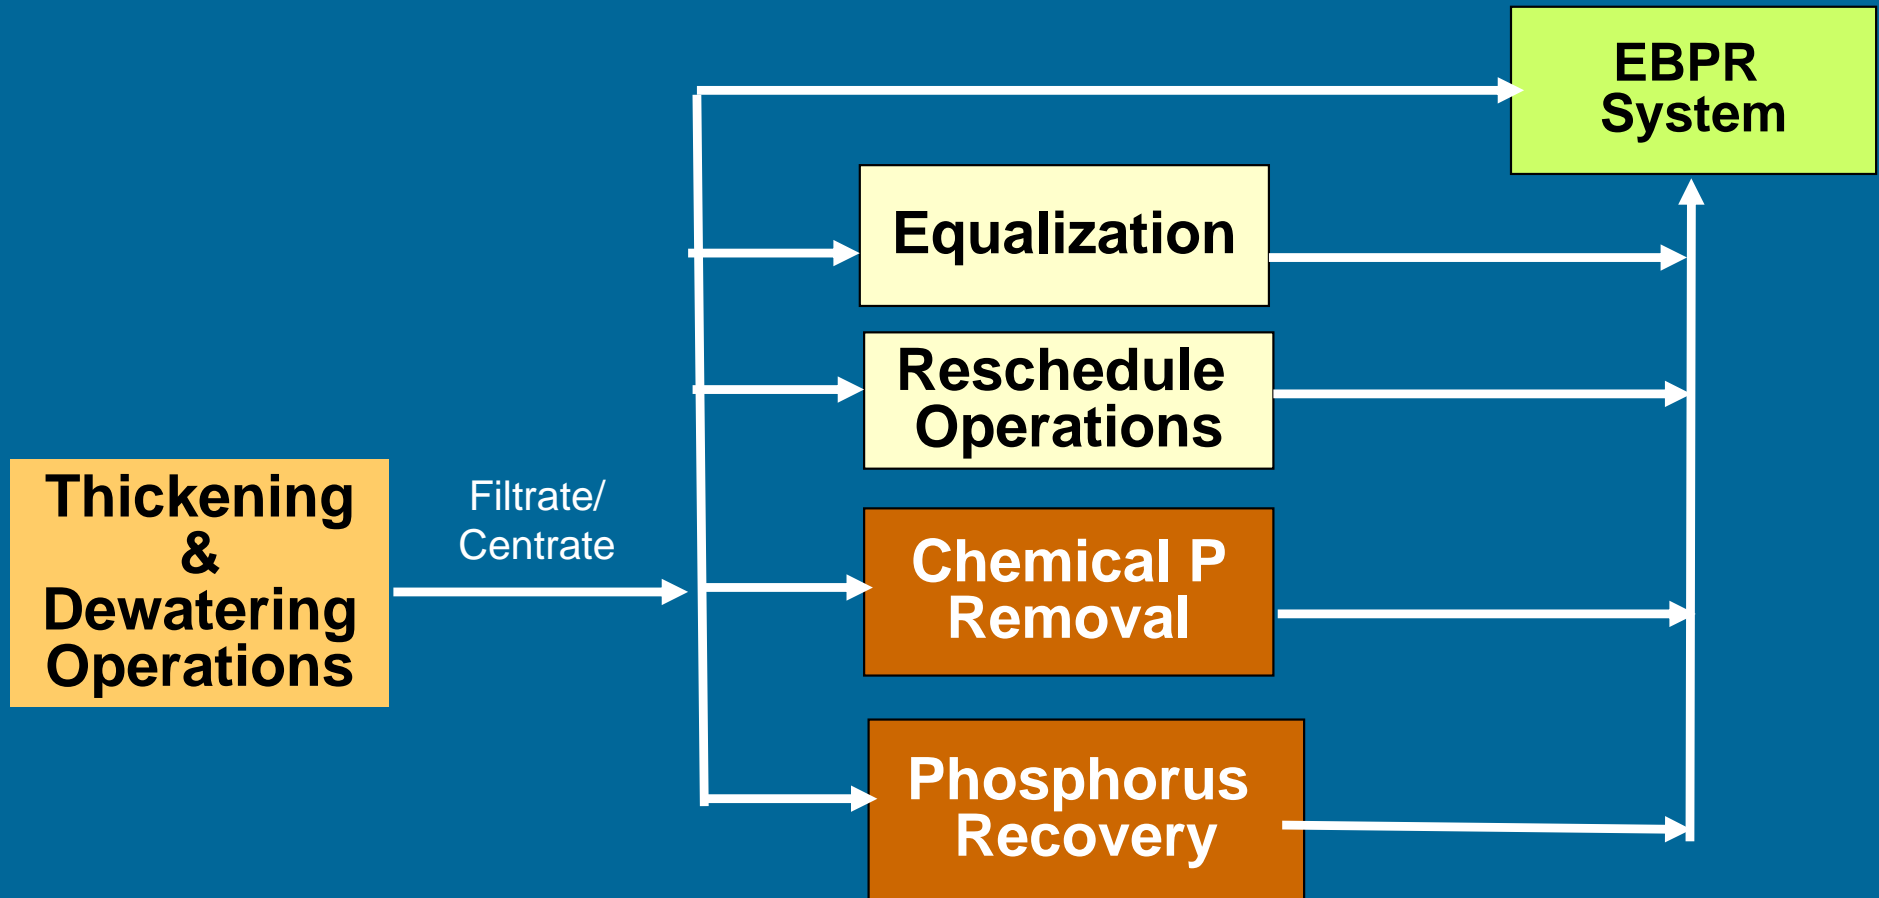 EBPR
System
Equalization
Reschedule
Operations
Thickening
&
Dewatering
Operations
Filtrate/
Centrate
Chemical P
Removal
Phosphorus
Recovery